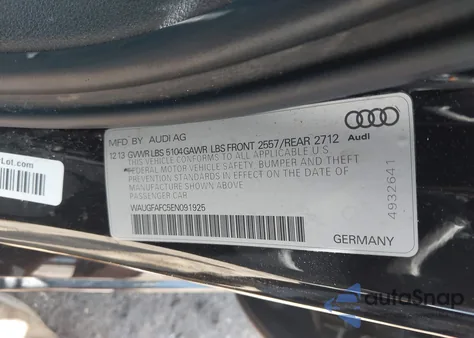 MFD BY AUDI AG
12 13 GVWR LBS 5104 GAWR LBS FRONT 2557/REAR 2712
THIS VEHICLE CONFORMS TO ALL APPLICABLE U.S.
FEDERAL MOTOR VEHICLE SAFETY, BUMPER AND THEFT
PREVENTION STANDARDS IN EFFECT ON THE DATE OF
MANUFACTURE SHOWN ABOVE.
PASSENGER CAR
WAUGFAFC5EN091925
Audi
4932641
GERMANY
rLot.com
autoSnap